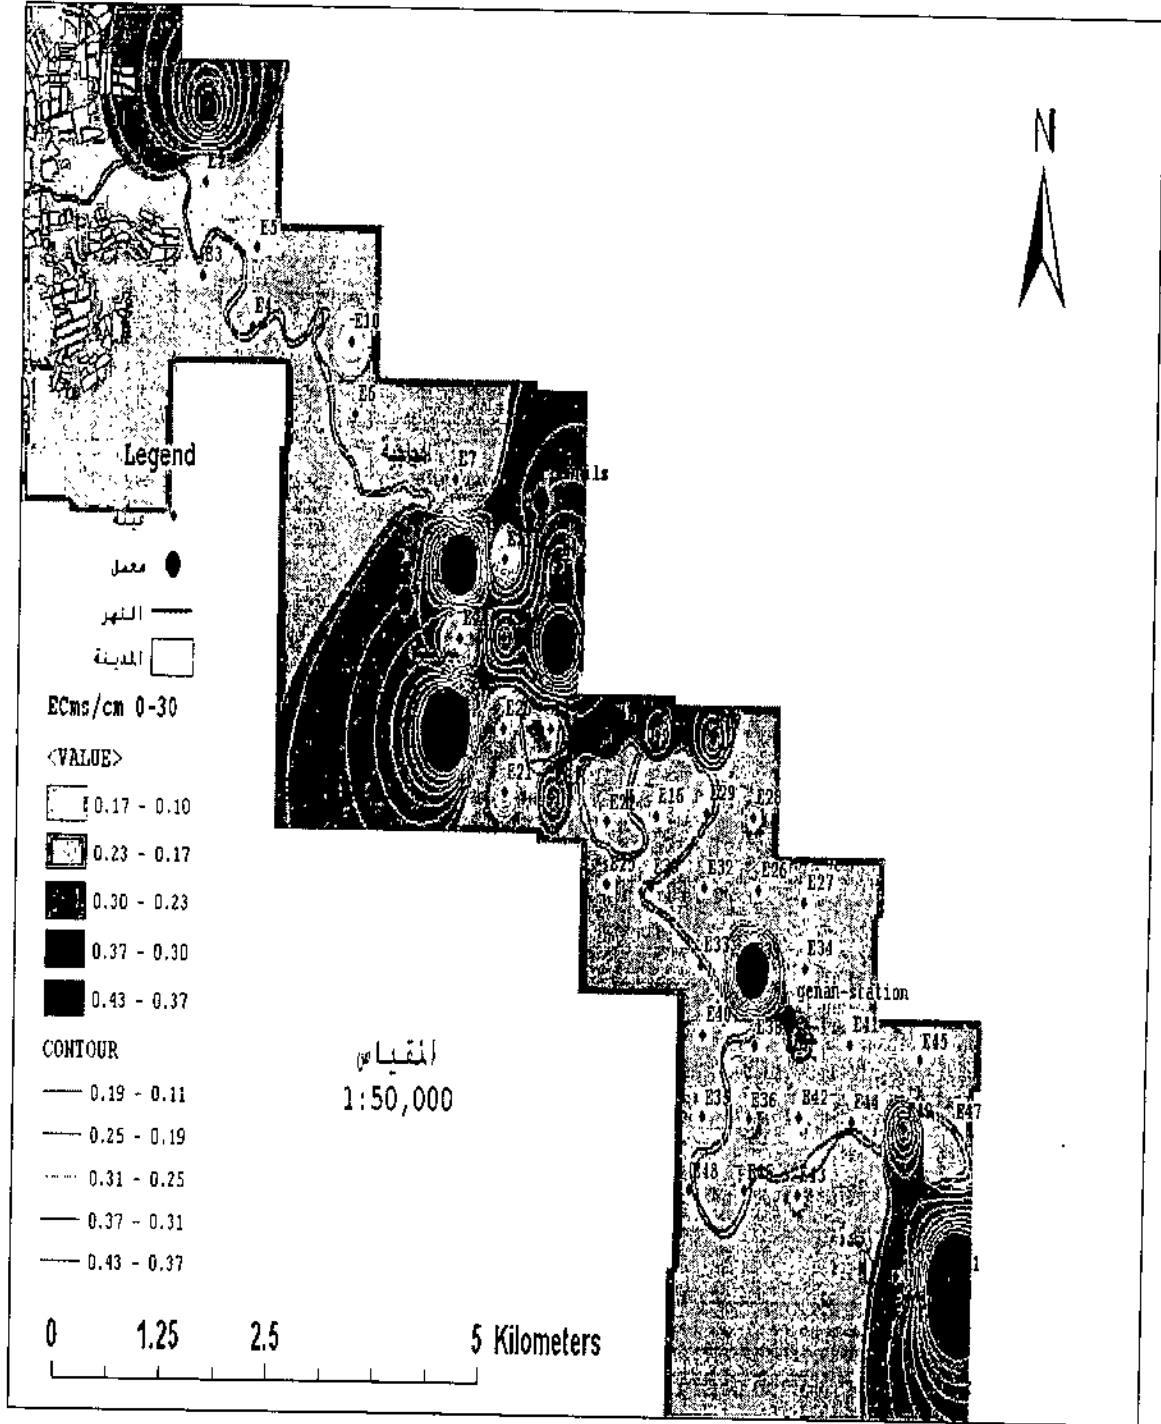 N
E5
E4
E10
E6
E7
Legend
معمل
النهر
المدينة
ECms/cm 0-30
<VALUE>
0.17 - 0.10
0.23 - 0.17
0.30 - 0.23
0.37 - 0.30
0.43 - 0.37
CONTOUR
0.19 - 0.11
0.25 - 0.19
0.31 - 0.25
0.37 - 0.31
0.43 - 0.37
المقياس
1:50,000
E20
E21
E16
E29
E28
E32
E26
E27
E33
E34
genan-station
E40
E41
E45
E35
E36
E42
E44
E47
E43
0 1.25 2.5 5 Kilometers